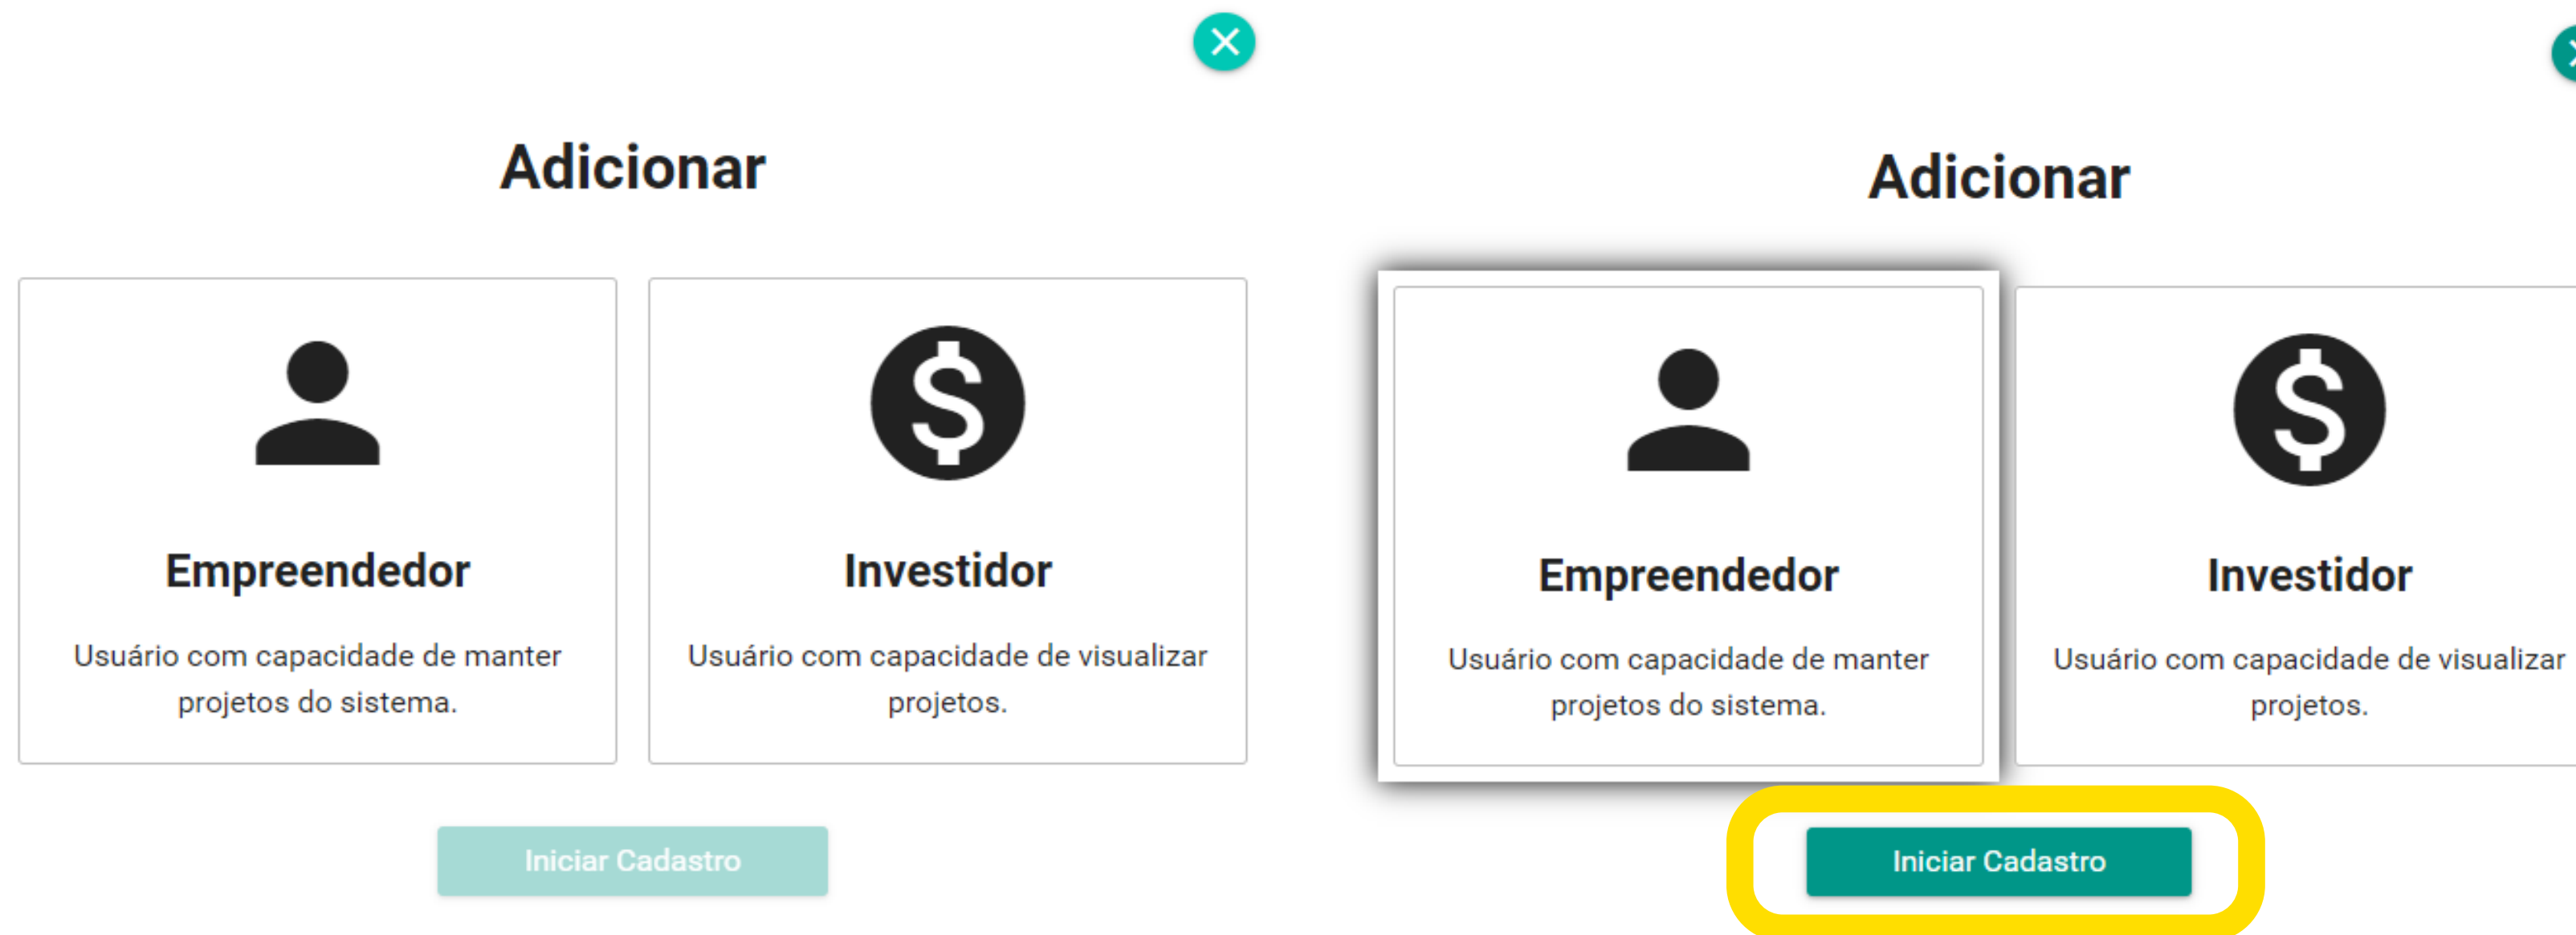 Adicionar
Empreendedor
Usuário com capacidade de manter
projetos do sistema.
Investidor
Usuário com capacidade de visualizar
projetos.
Iniciar Cadastro
Adicionar
Empreendedor
Usuário com capacidade de manter
projetos do sistema.
Investidor
Usuário com capacidade de visualizar
projetos.
Iniciar Cadastro